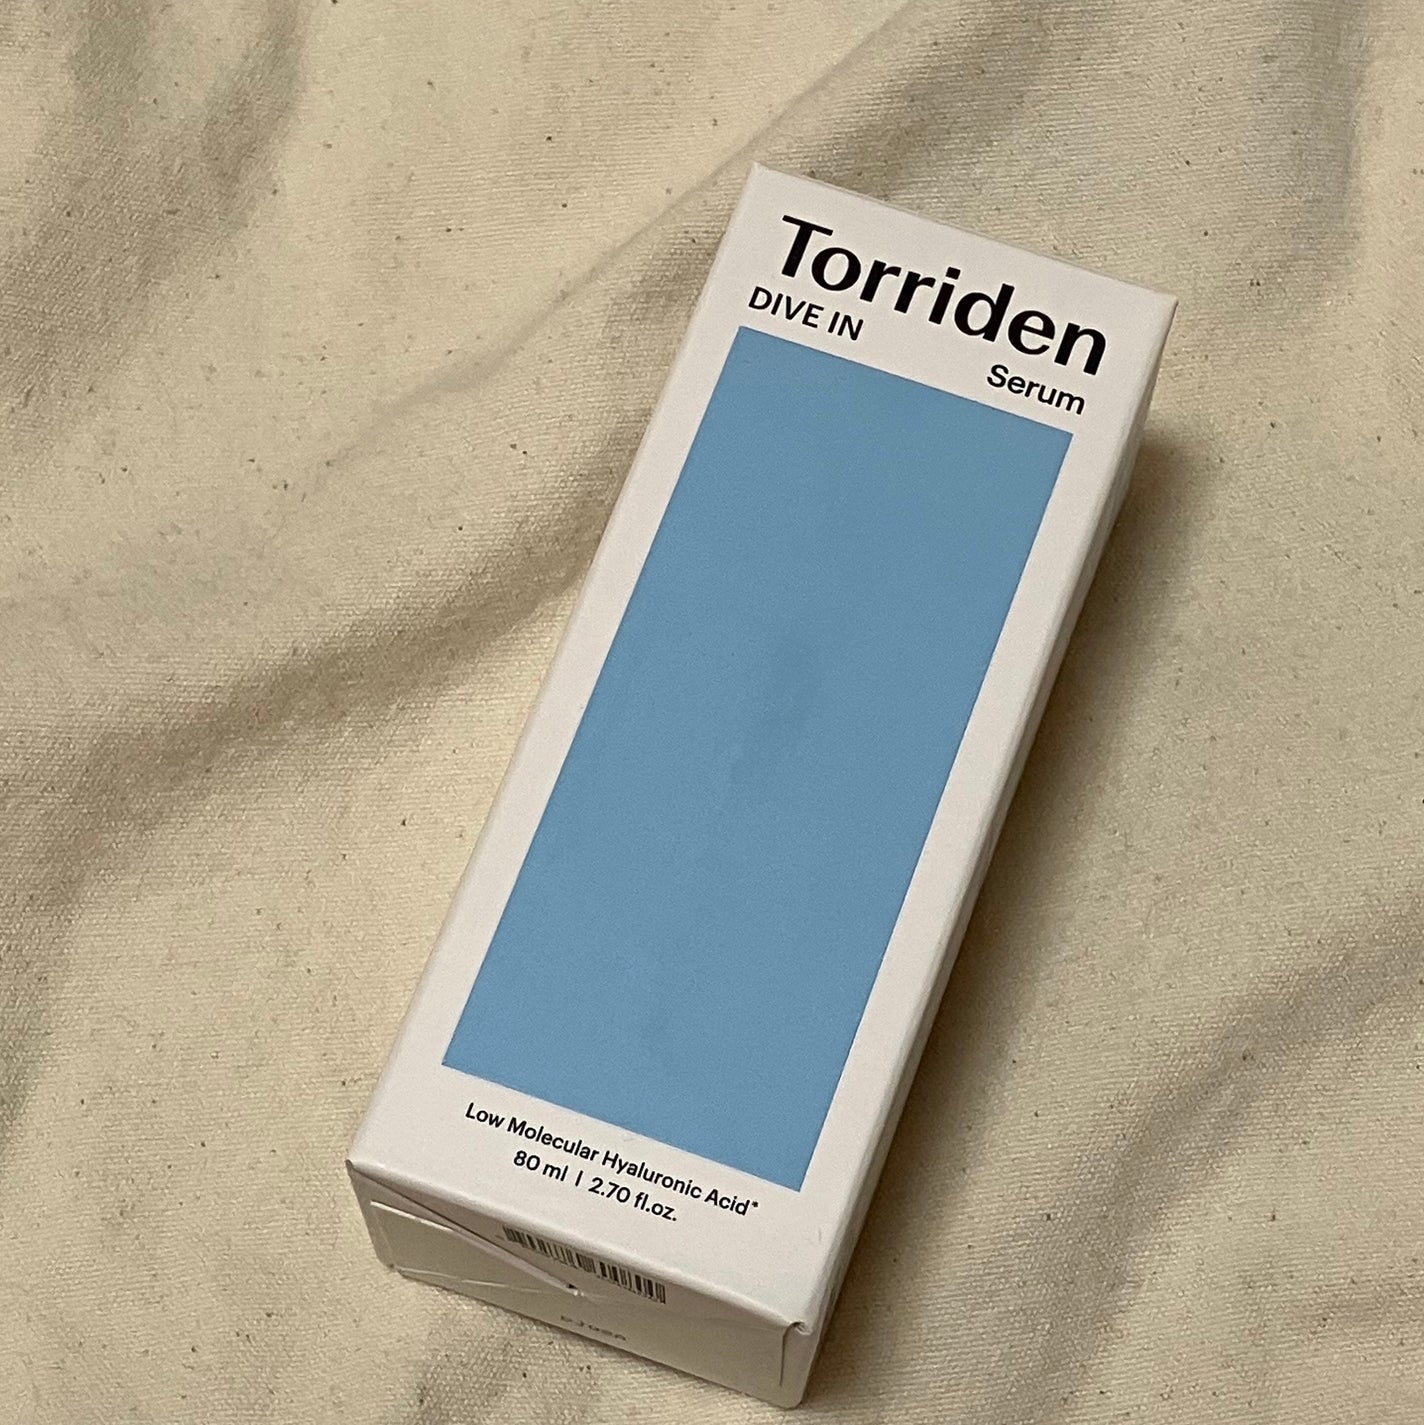 Torriden
DIVE IN
Serum
Low Molecular Hyaluronic Acid*
80 ml | 2.70 fl.oz.